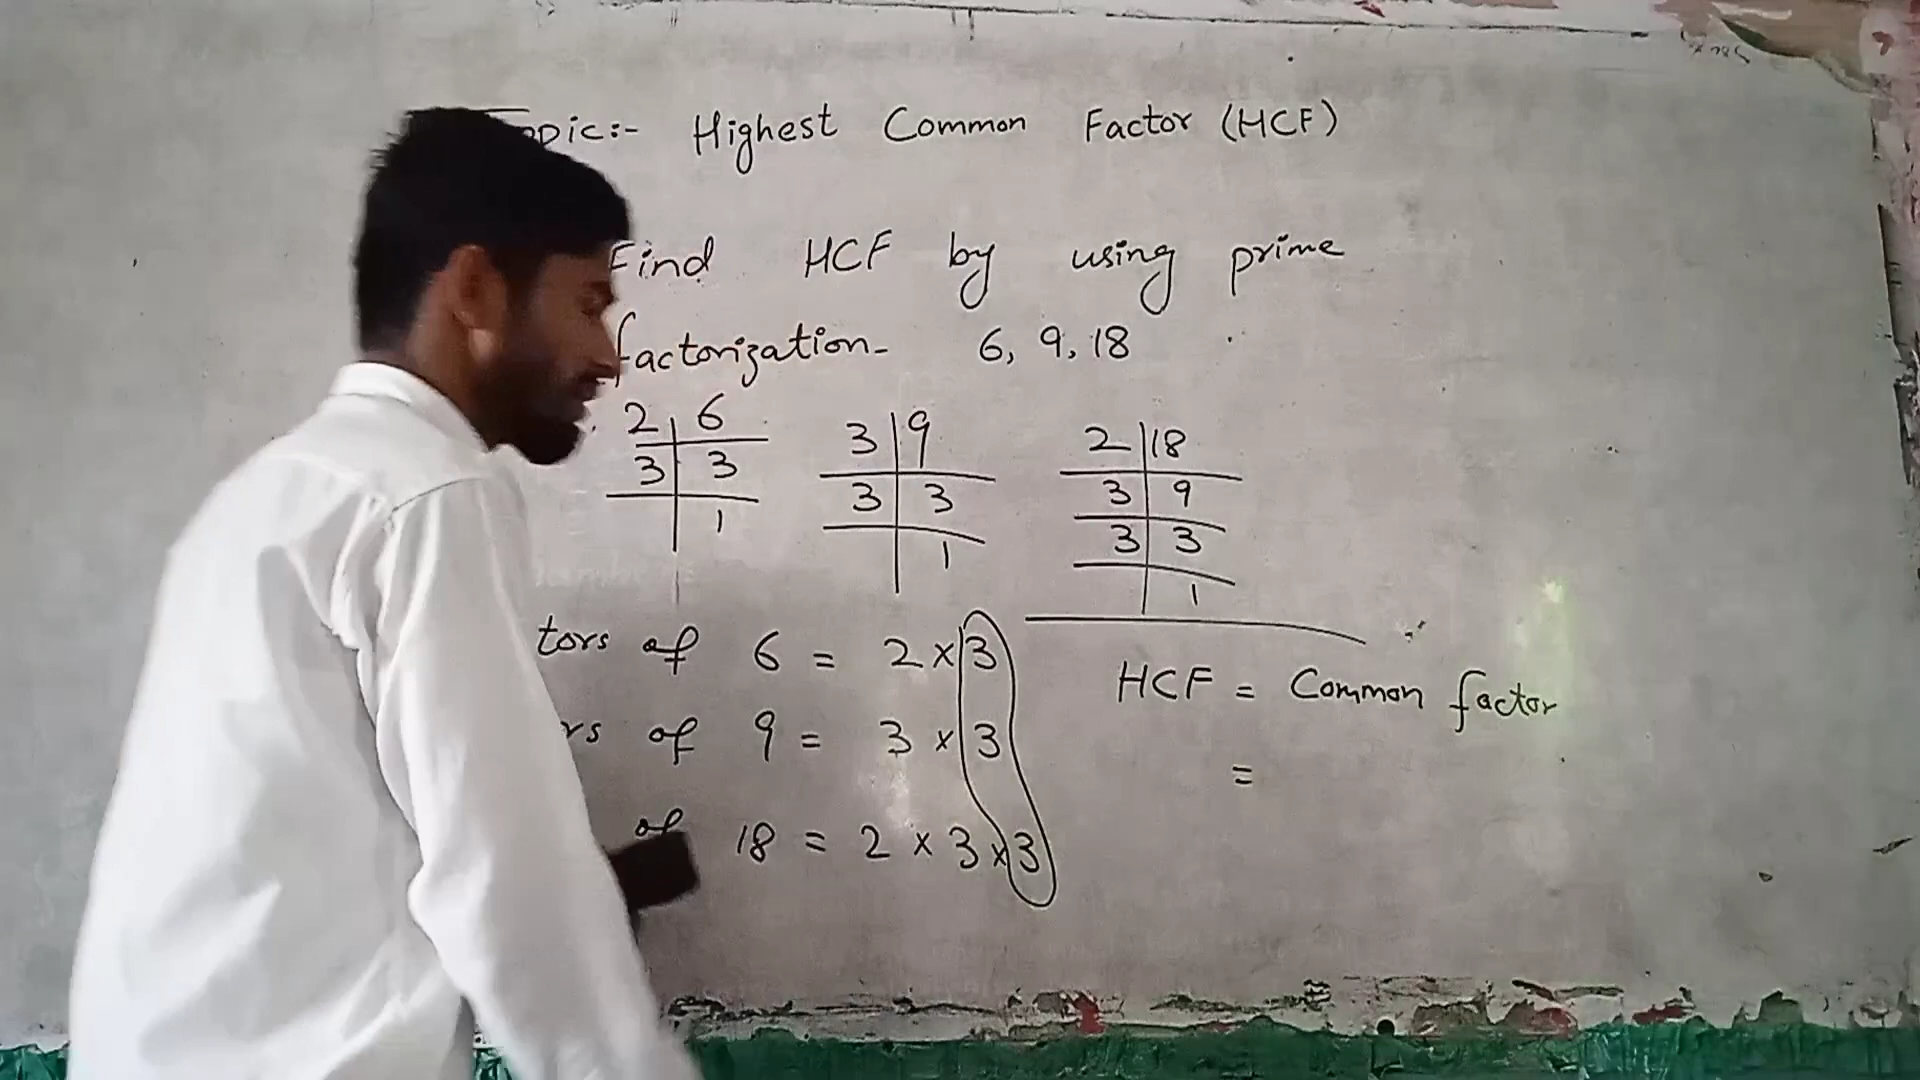 Topic:- Highest Common Factor (HCF)
Find HCF by using prime
factorization- 6, 9, 18
2 6
3 3
1
3 9
3 3
1
2 18
3 9
3 3
1
tors of 6 = 2 × 3
rs of 9 = 3 × 3
of 18 = 2 × 3 × 3
HCF = Common factor
=